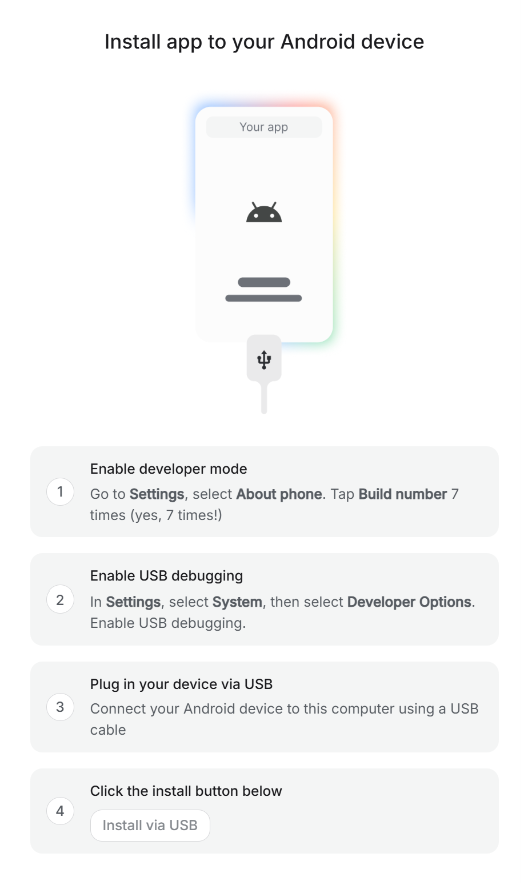 Install app to your Android device
Your app
1
Enable developer mode
Go to Settings, select About phone. Tap Build number 7
times (yes, 7 times!)
2
Enable USB debugging
In Settings, select System, then select Developer Options.
Enable USB debugging.
3
Plug in your device via USB
Connect your Android device to this computer using a USB
cable
4
Click the install button below
Install via USB